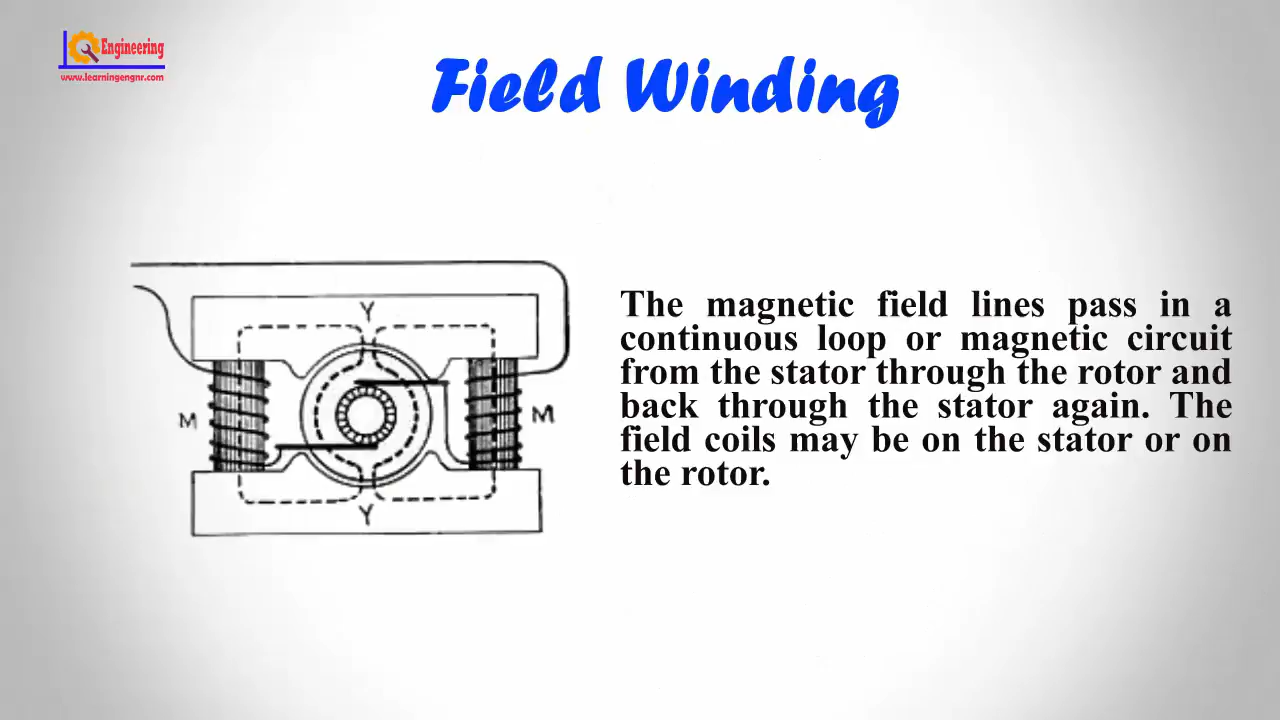 Engineering
www.learningengnr.com
Field Winding
Y
M
M
Y
The magnetic field lines pass in a
continuous loop or magnetic circuit
from the stator through the rotor and
back through the stator again. The
field coils may be on the stator or on
the rotor.